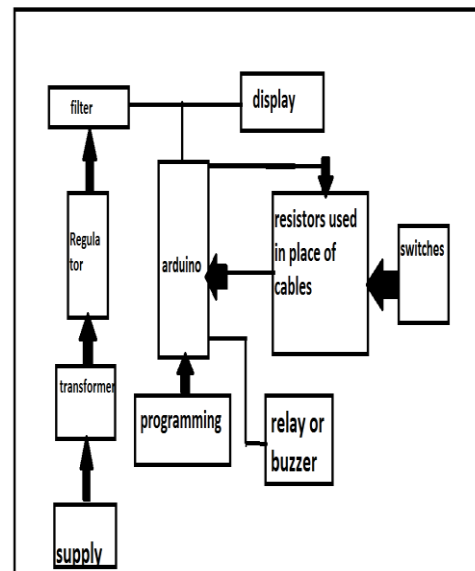 filter
display
Regula
tor
arduino
resistors used
in place of
cables
switches
transformer
programming
relay or
buzzer
supply